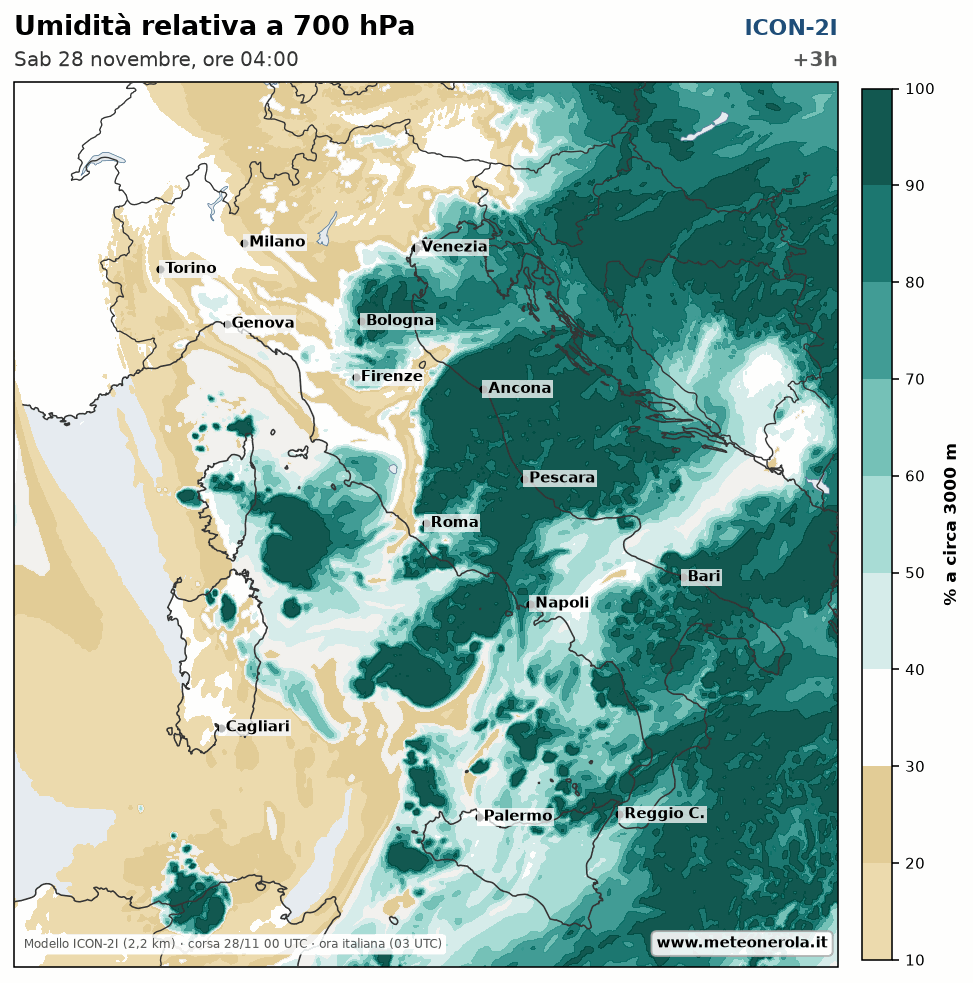 Umidità relativa a 700 hPa
ICON-2I
Sab 28 novembre, ore 04:00
+3h
100
90
80
70
60
50
40
30
20
10
% a circa 3000 m
Milano
Venezia
Torino
Genova
Bologna
Firenze
Ancona
Pescara
Roma
Bari
Napoli
Cagliari
Palermo
Reggio C.
Modello ICON-2I (2,2 km) · corsa 28/11 00 UTC · ora italiana (03 UTC)
www.meteonerola.it